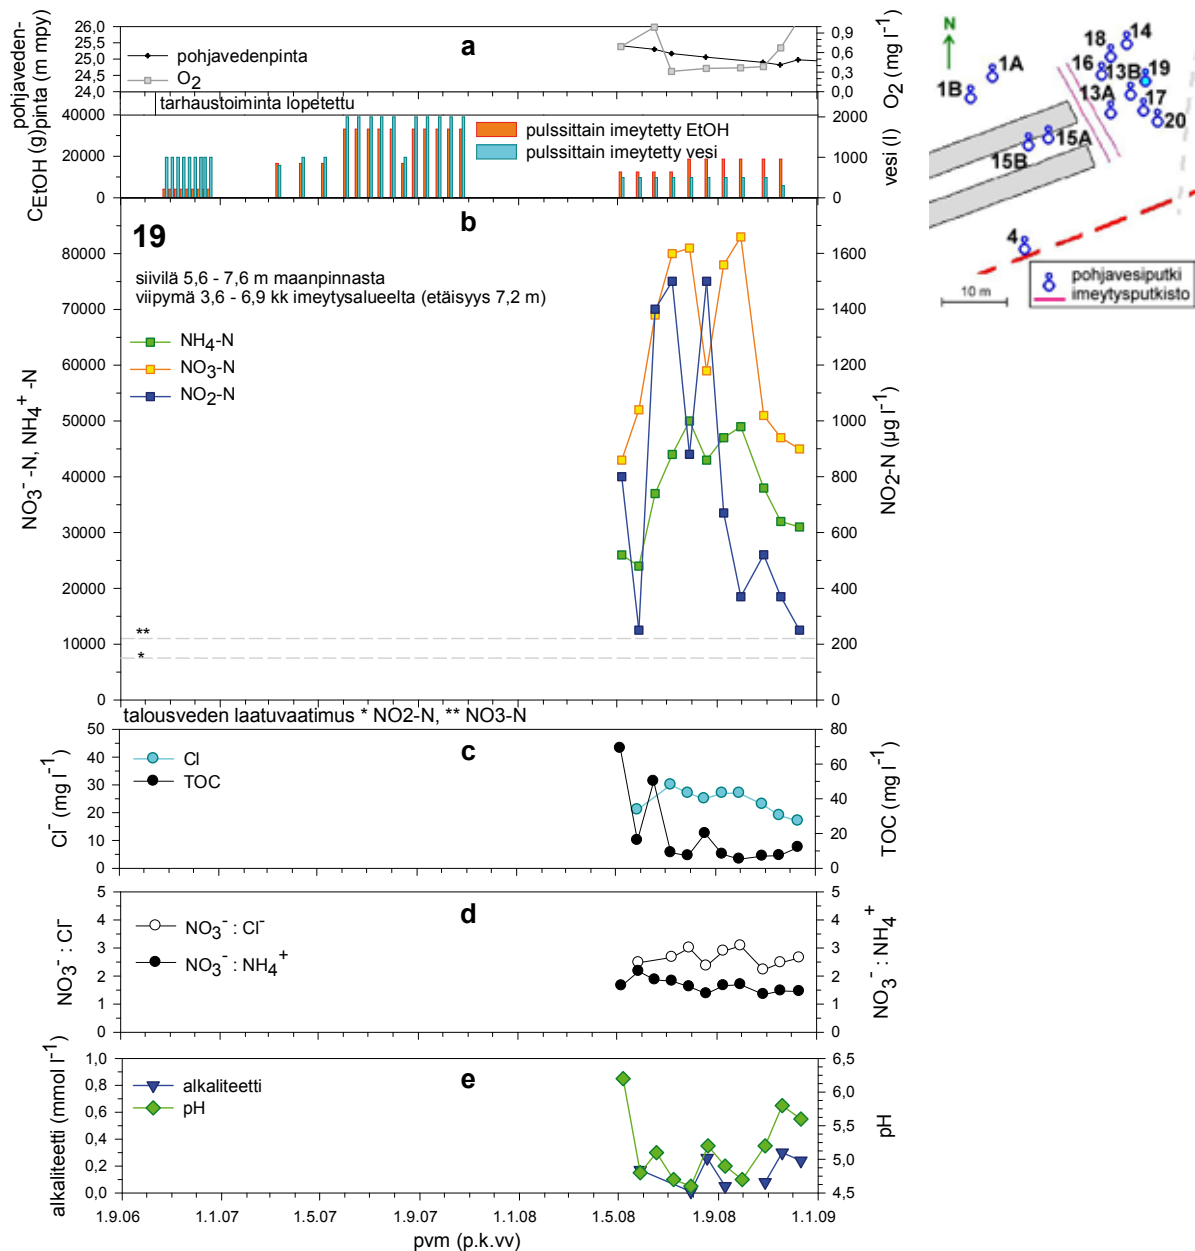 a
pohjaveden-
pinta (m mpy)
26,0
25,5
25,0
24,5
24,0
pohjavedenpinta
O2
0,9
0,6
0,3
0,0
O2 (mg l-1)
tarhaustoiminta lopetettu
CEtOH (g)
40000
20000
0
pulssittain imeytetty EtOH
pulssittain imeytetty vesi
2000
1000
0
vesi (l)
b
19
siivilä 5,6 - 7,6 m maanpinnasta
viipymä 3,6 - 6,9 kk imeytysalueelta (etäisyys 7,2 m)
NH4-N
NO3-N
NO2-N
NO3- -N, NH4+ -N
80000
70000
60000
50000
40000
30000
20000
10000
0
1600
1400
1200
1000
800
600
400
200
0
NO2-N (µg l-1)
**
*
talousveden laatuvaatimus * NO2-N, ** NO3-N
c
Cl- (mg l-1)
50
40
30
20
10
0
Cl
TOC
80
60
40
20
0
TOC (mg l-1)
d
NO3- : Cl-
5
4
3
2
1
0
NO3- : Cl-
NO3- : NH4+
5
4
3
2
1
0
NO3- : NH4+
e
alkaliteetti (mmol l-1)
1,0
0,8
0,6
0,4
0,2
0,0
alkaliteetti
pH
6,5
6,0
5,5
5,0
4,5
pH
1.9.06 1.1.07 1.5.07 1.9.07 1.1.08 1.5.08 1.9.08 1.1.09
pvm (p.k.vv)
N
14
18
1A
16
13B
19
1B
13A
17
20
15A
15B
4
10 m
pohjavesiputki
imeytysputkisto